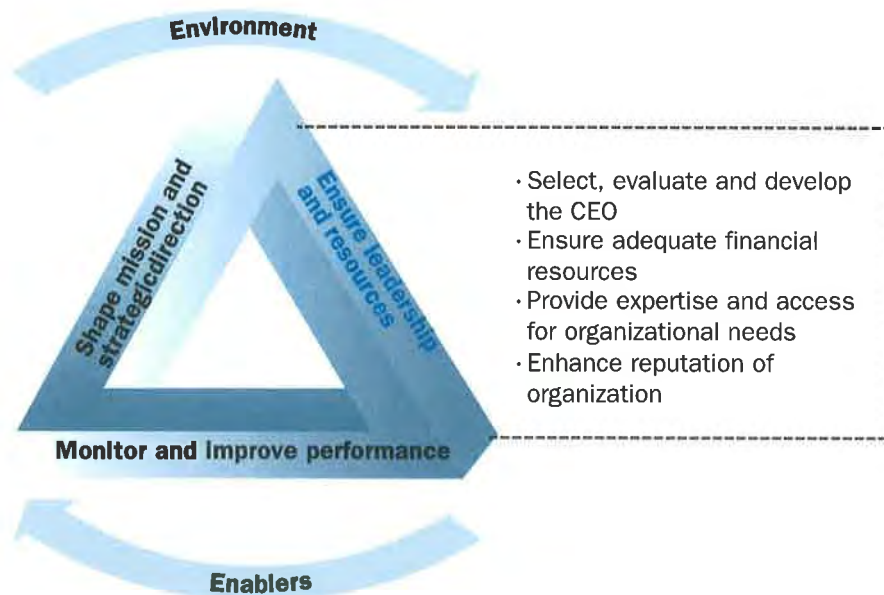 Environment
Shape mission and
strategicdirection
Ensure leadership
and resources
· Select, evaluate and develop
the CEO
· Ensure adequate financial
resources
· Provide expertise and access
for organizational needs
· Enhance reputation of
organization
Monitor and improve performance
Enablers